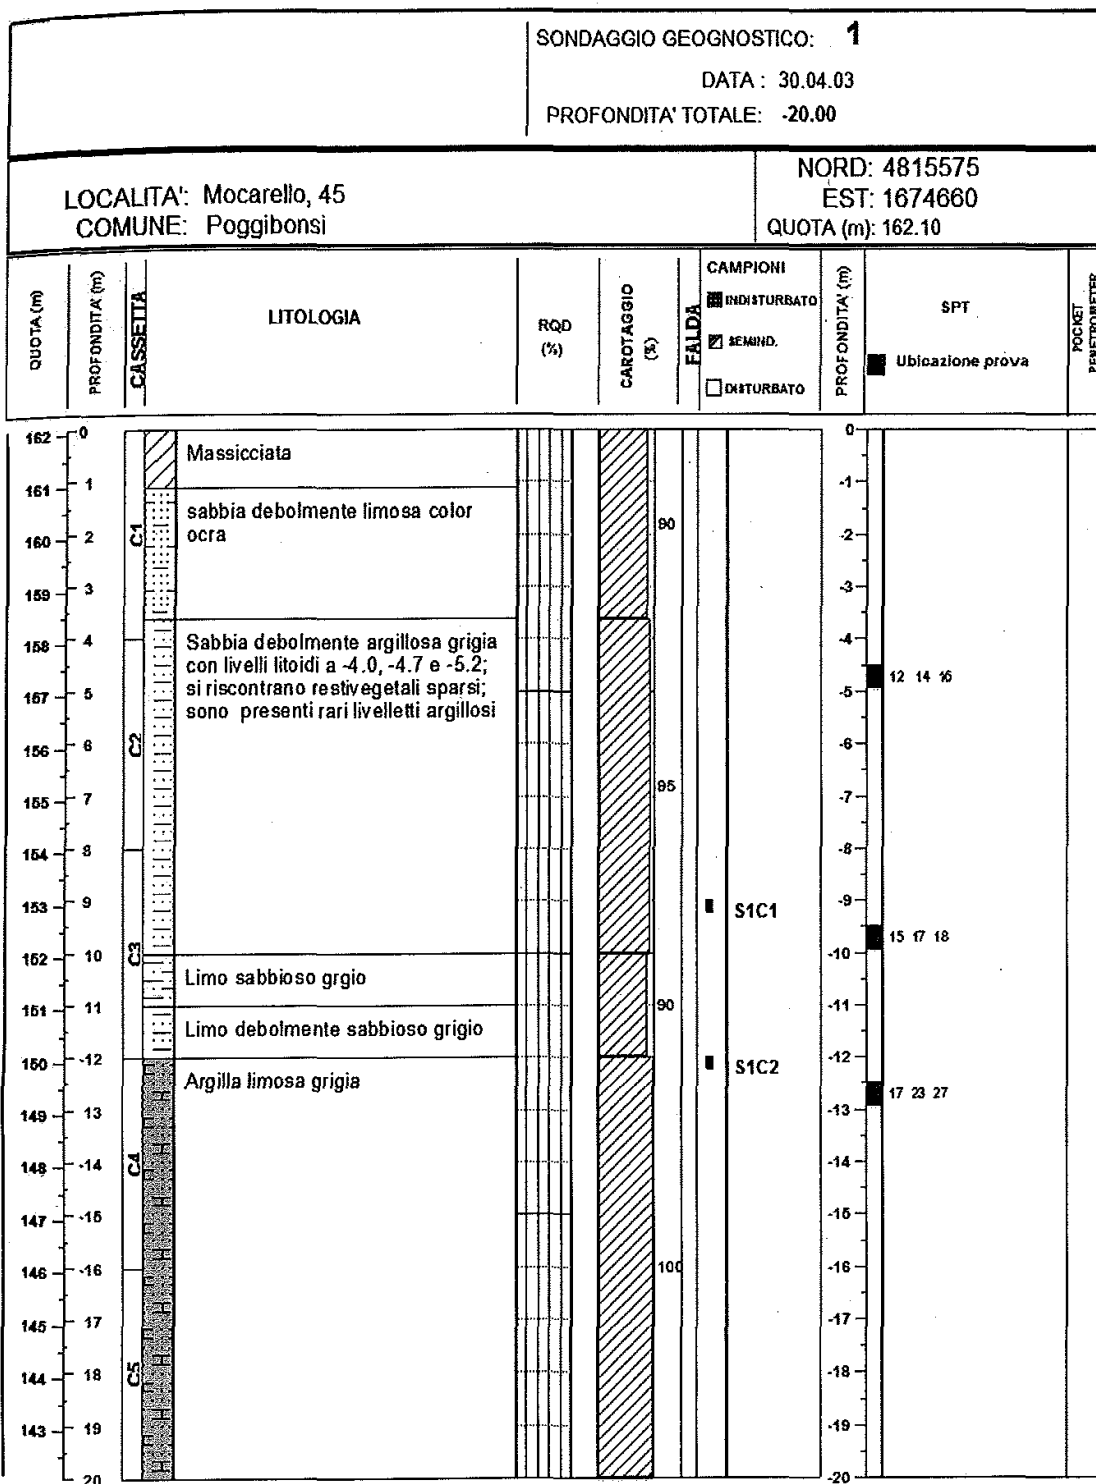 SONDAGGIO GEOGNOSTICO: 1
DATA : 30.04.03
PROFONDITA' TOTALE: -20.00
LOCALITA': Mocarello, 45
COMUNE: Poggibonsi
NORD: 4815575
EST: 1674660
QUOTA (m): 162.10
QUOTA (m)
PROFONDITA' (m)
CASSETTA
LITOLOGIA
RQD
(%)
CAROTAGGIO
(%)
FALDA
CAMPIONI
INDISTURBATO
SEMIND.
DISTURBATO
PROFONDITA' (m)
SPT
Ubicazione prova
POCKET
PENETROMETER
162
161
160
159
158
157
156
155
154
153
152
151
150
149
148
147
146
145
144
143
0
1
2
3
4
5
6
7
8
9
10
11
-12
13
-14
-15
-16
17
18
19
20
C1
C2
C3
C4
C5
Massicciata
sabbia debolmente limosa color
ocra
Sabbia debolmente argillosa grigia
con livelli litoidi a -4.0, -4.7 e -5.2;
si riscontrano restivegetali sparsi;
sono presenti rari livelletti argillosi
Limo sabbioso grgio
Limo debolmente sabbioso grigio
Argilla limosa grigia
90
95
90
100
S1C1
S1C2
0
-1
-2
-3
-4
-5
-6
-7
-8
-9
-10
-11
-12
-13
-14
-15
-16
-17
-18
-19
-20
12 14 16
15 17 18
17 23 27